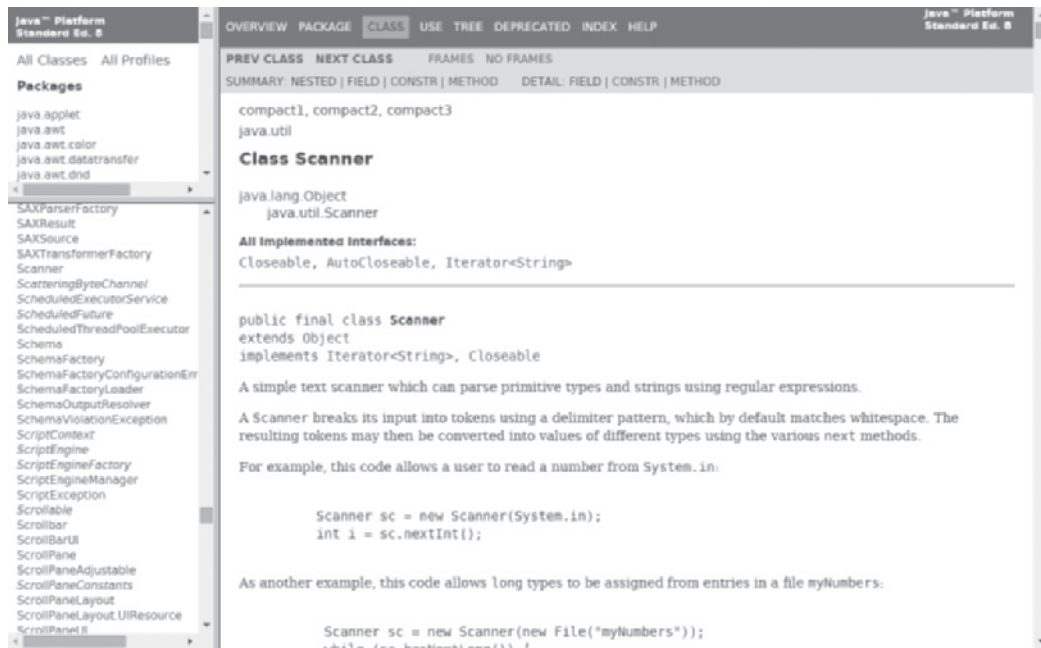 Java™ Platform
Standard Ed. 8
All Classes All Profiles
Packages
java.applet
java.awt
java.awt.color
java.awt.datatransfer
java.awt.dnd
SAXParserFactory
SAXResult
SAXSource
SAXTransformerFactory
Scanner
ScatteringByteChannel
ScheduledExecutorService
ScheduledFuture
ScheduledThreadPoolExecutor
Schema
SchemaFactory
SchemaFactoryConfigurationErr
SchemaFactoryLoader
SchemaOutputResolver
SchemaViolationException
ScriptContext
ScriptEngine
ScriptEngineFactory
ScriptEngineManager
ScriptException
Scrollable
Scrollbar
ScrollBarUI
ScrollPane
ScrollPaneAdjustable
ScrollPaneConstants
ScrollPaneLayout
ScrollPaneLayout.UIResource
ScrollPaneUI
OVERVIEW PACKAGE CLASS USE TREE DEPRECATED INDEX HELP
Java™ Platform
Standard Ed. 8
PREV CLASS NEXT CLASS FRAMES NO FRAMES
SUMMARY: NESTED | FIELD | CONSTR | METHOD DETAIL: FIELD | CONSTR | METHOD
compact1, compact2, compact3
java.util
Class Scanner
java.lang.Object
java.util.Scanner
All Implemented Interfaces:
Closeable, AutoCloseable, Iterator<String>
public final class Scanner
extends Object
implements Iterator<String>, Closeable
A simple text scanner which can parse primitive types and strings using regular expressions.
A Scanner breaks its input into tokens using a delimiter pattern, which by default matches whitespace. The
resulting tokens may then be converted into values of different types using the various next methods.
For example, this code allows a user to read a number from System.in:
Scanner sc = new Scanner(System.in);
int i = sc.nextInt();
As another example, this code allows long types to be assigned from entries in a file myNumbers:
Scanner sc = new Scanner(new File("myNumbers"));
while (sc.hasNextLong()) {